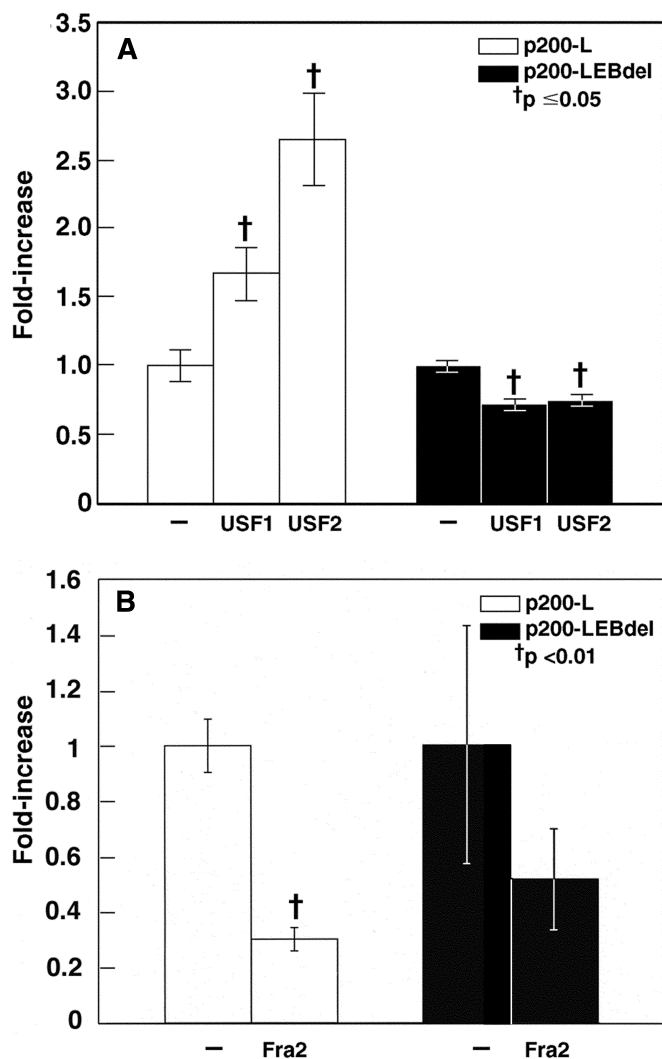 A
3.5
3.0
2.5
2.0
1.5
1.0
0.5
0
Fold-increase
p200-L
p200-LEBdel
†p ≤0.05
†
†
†
†
– USF1 USF2 – USF1 USF2
B
1.6
1.4
1.2
1
0.8
0.6
0.4
0.2
0
Fold-increase
p200-L
p200-LEBdel
†p <0.01
†
– Fra2 – Fra2